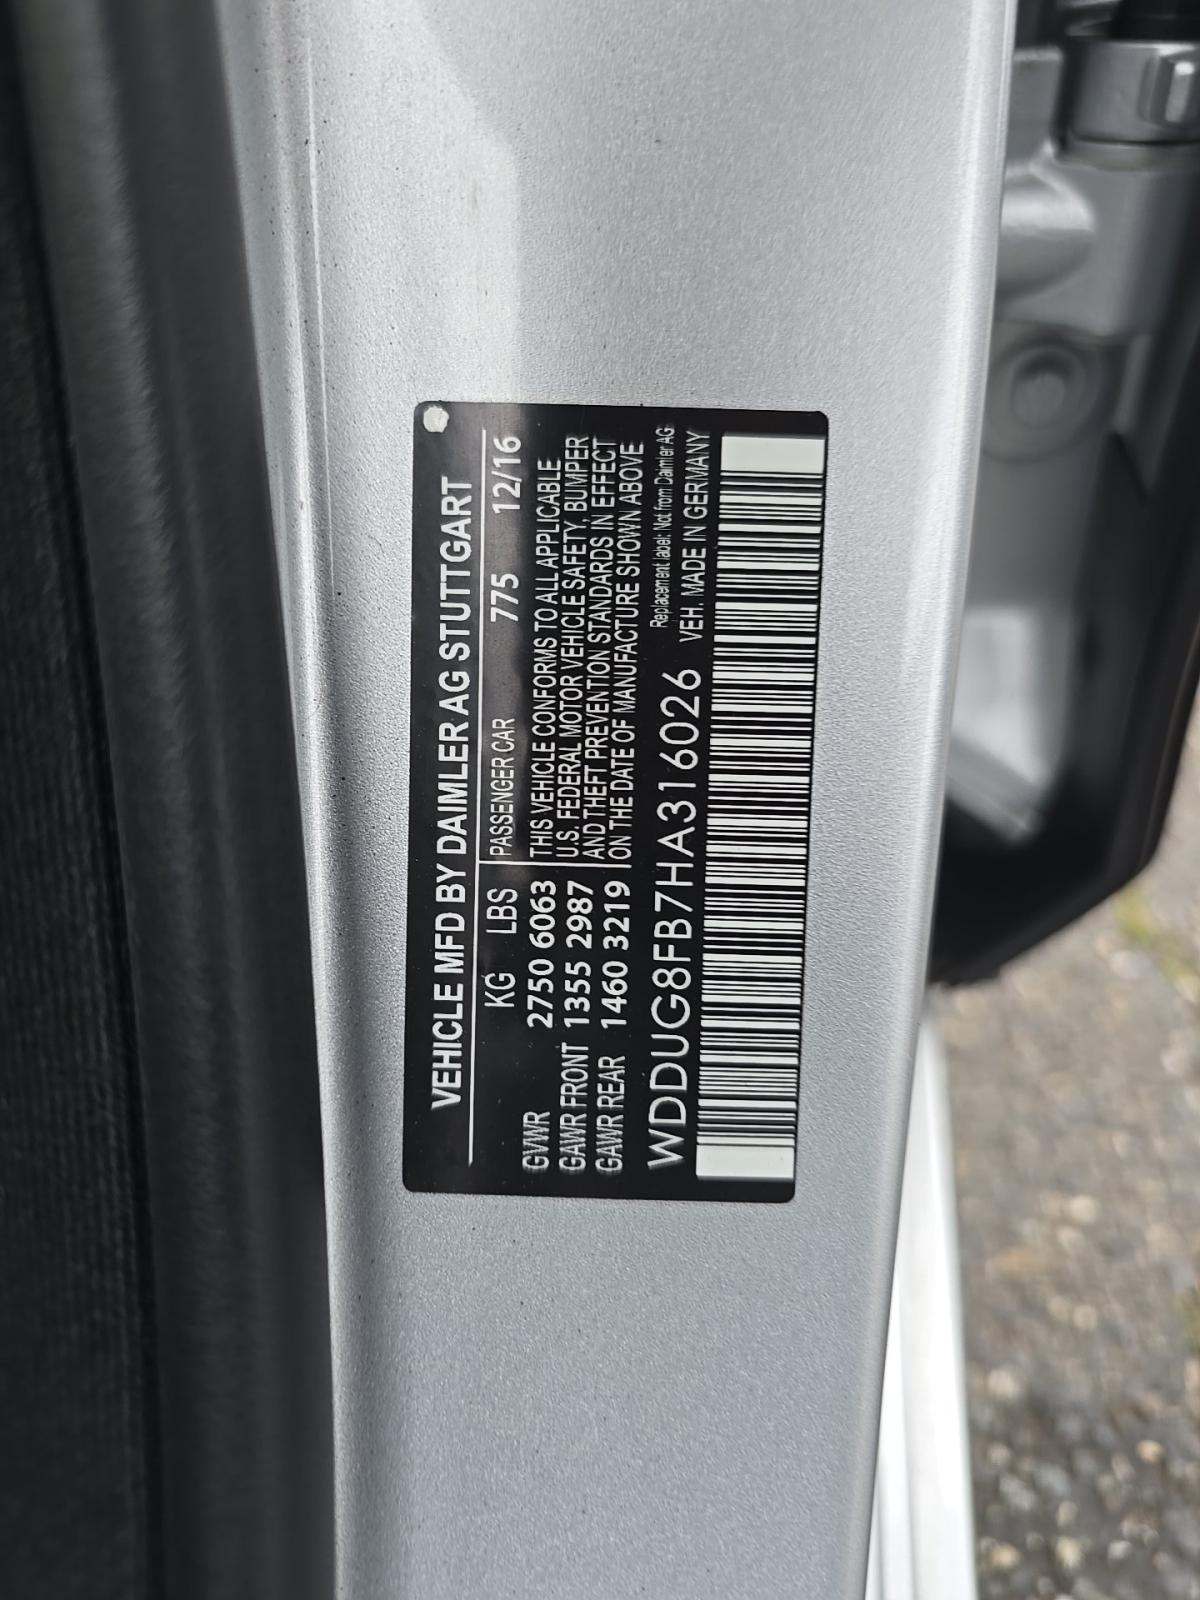 VEHICLE MFD BY DAIMLER AG STUTTGART
KG LBS PASSENGER CAR 775 12/16
GVWR 2750 6063 THIS VEHICLE CONFORMS TO ALL APPLICABLE
GAWR FRONT 1355 2987 U.S. FEDERAL MOTOR VEHICLE SAFETY, BUMPER
AND THEFT PREVENTION STANDARDS IN EFFECT
GAWR REAR 1460 3219 ON THE DATE OF MANUFACTURE SHOWN ABOVE
Replacement label: Not from Daimler AG
WDDUG8FB7HA316026 VEH. MADE IN GERMANY